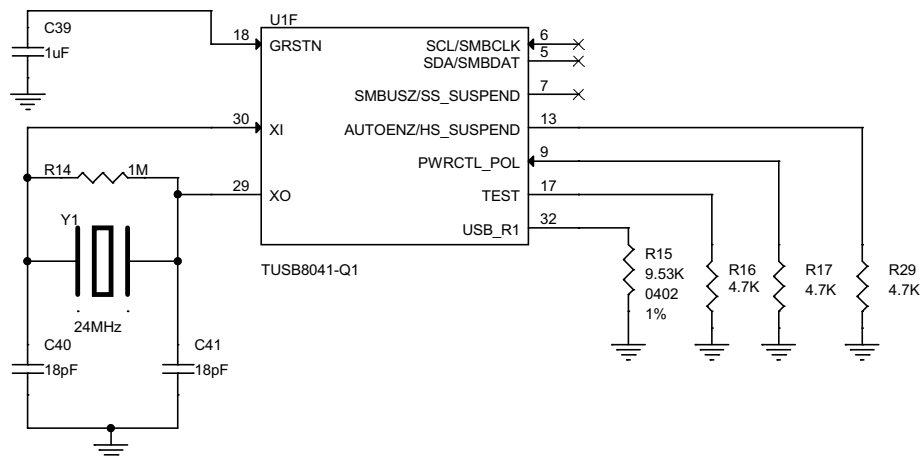 U1F
C39
1uF
18
GRSTN
SCL/SMBCLK
6
SDA/SMBDAT
5
SMBUSZ/SS_SUSPEND
7
30
XI
AUTOENZ/HS_SUSPEND
13
R14
1M
PWRCTL_POL
9
29
XO
TEST
17
Y1
USB_R1
32
TUSB8041-Q1
R15
9.53K
0402
1%
R16
4.7K
R17
4.7K
R29
4.7K
24MHz
C40
18pF
C41
18pF